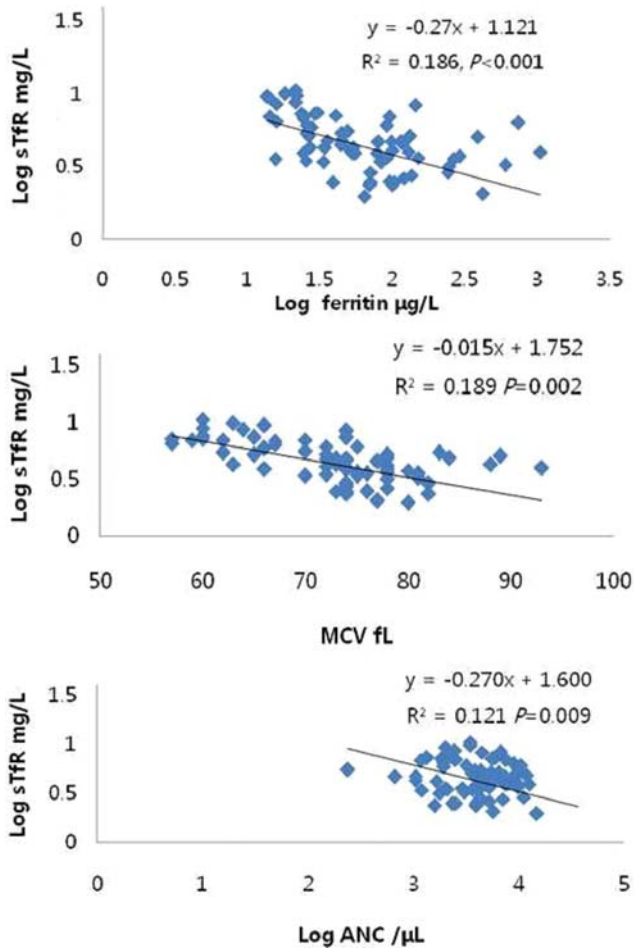 1.5
y = -0.27x + 1.121
R² = 0.186, P<0.001
1
0.5
0
Log sTfR mg/L
0 0.5 1 1.5 2 2.5 3 3.5
Log ferritin µg/L
1.5
y = -0.015x + 1.752
R² = 0.189 P=0.002
1
0.5
0
Log sTfR mg/L
50 60 70 80 90 100
MCV fL
1.5
y = -0.270x + 1.600
R² = 0.121 P=0.009
1
0.5
0
Log sTfR mg/L
0 1 2 3 4 5
Log ANC /µL